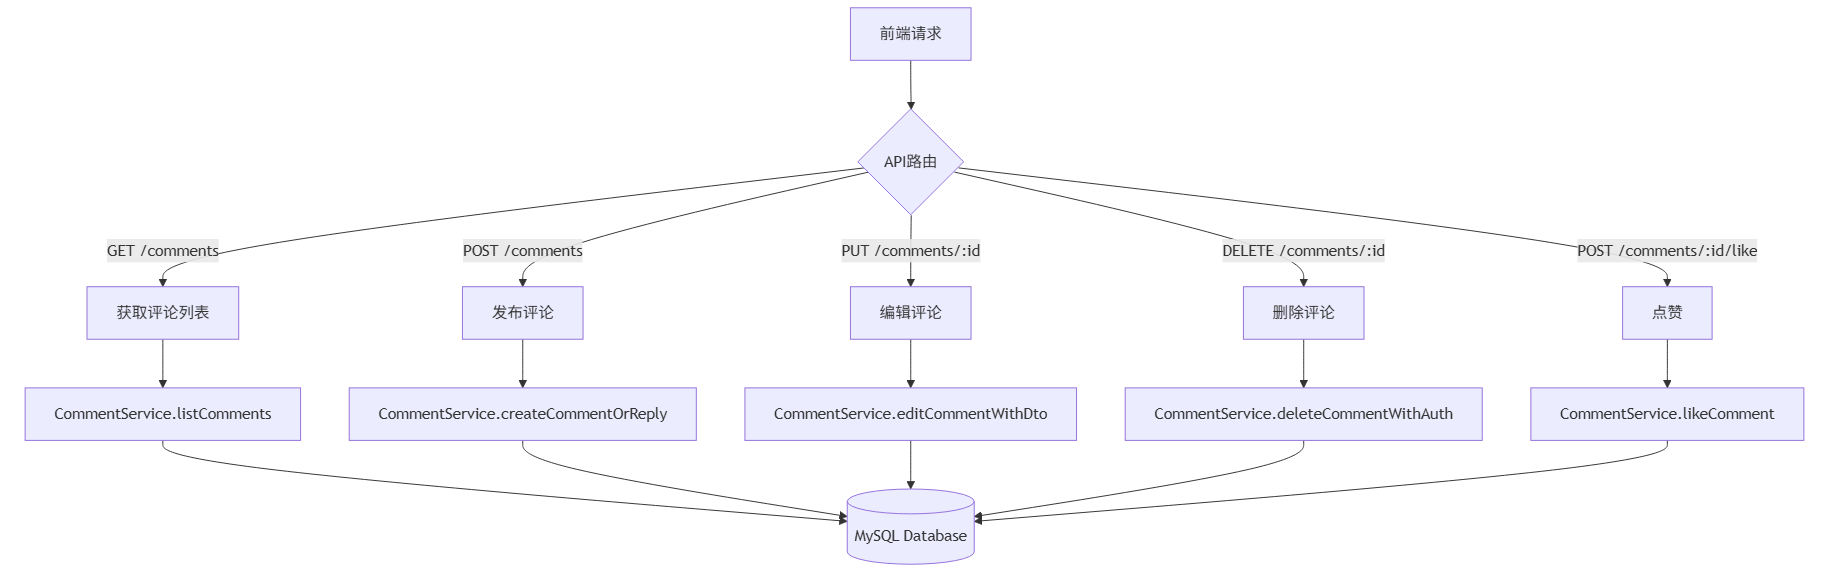 前端请求
API路由
GET /comments
POST /comments
PUT /comments/:id
DELETE /comments/:id
POST /comments/:id/like
获取评论列表
发布评论
编辑评论
删除评论
点赞
CommentService.listComments
CommentService.createCommentOrReply
CommentService.editCommentWithDto
CommentService.deleteCommentWithAuth
CommentService.likeComment
MySQL Database